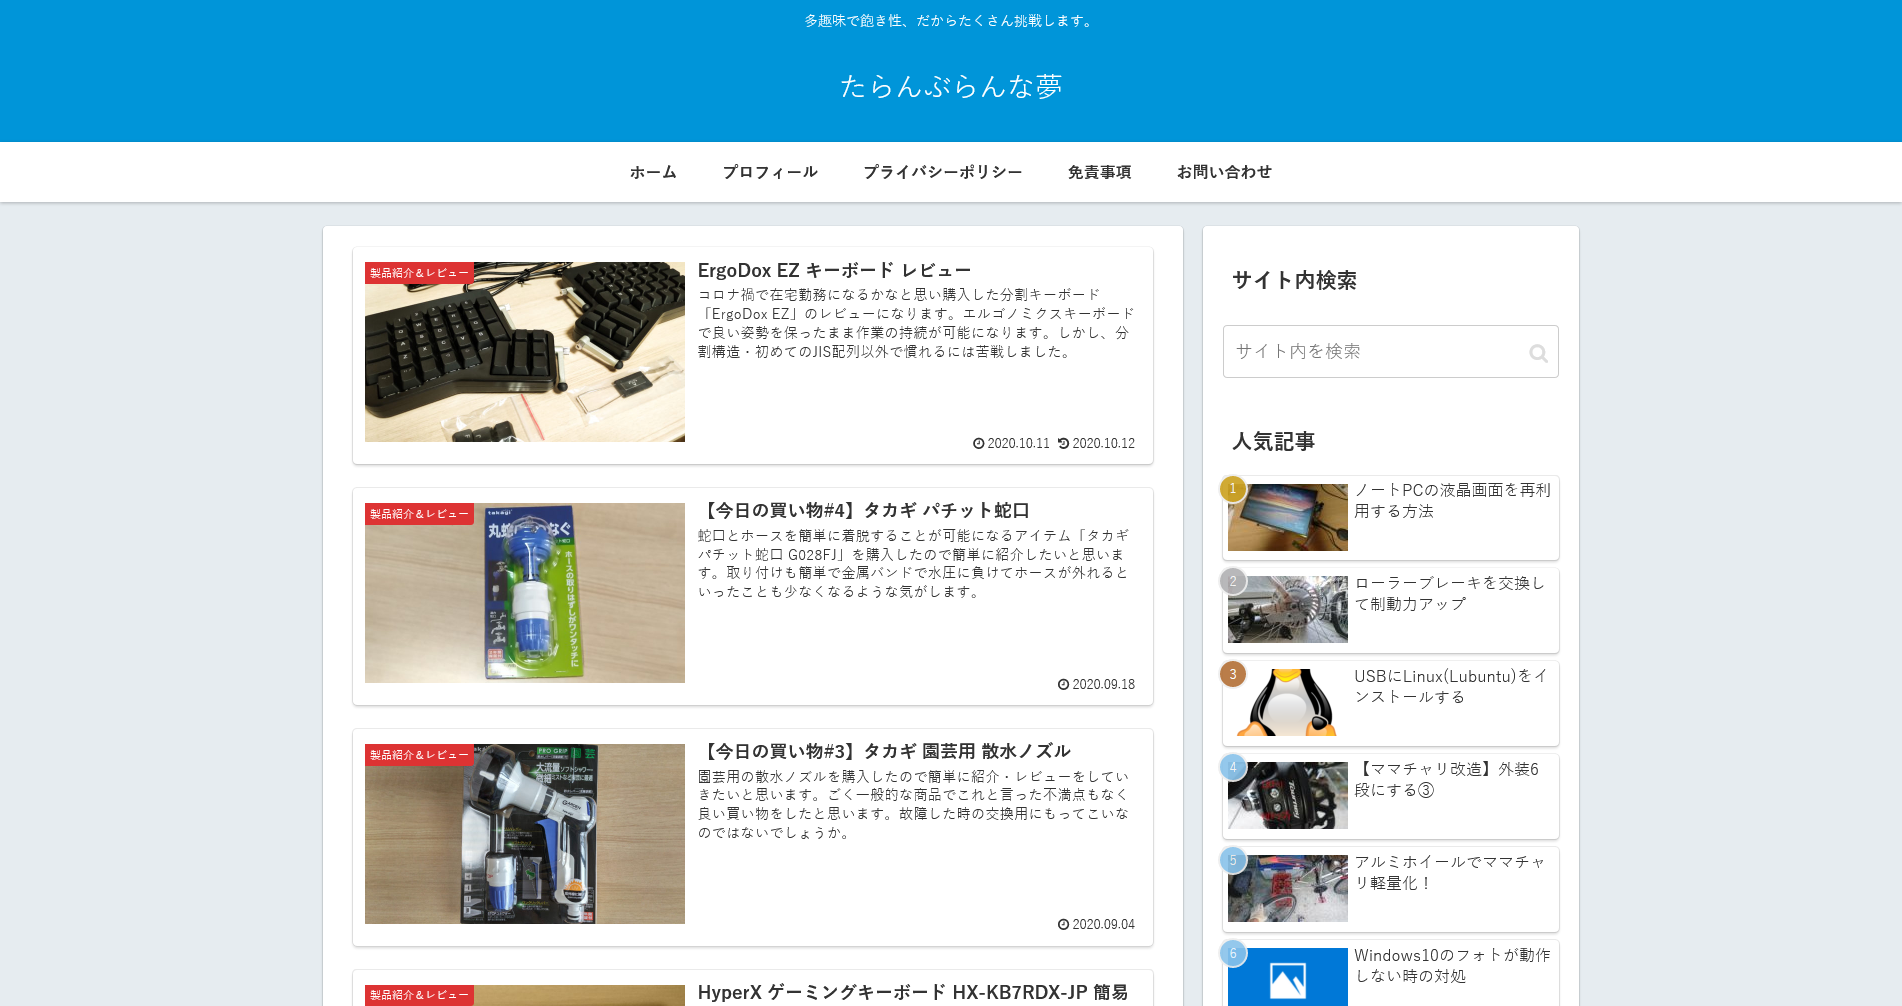 多趣味で飽き性、だからたくさん挑戦します。
たらんぶらんな夢
ホーム
プロフィール
プライバシーポリシー
免責事項
お問い合わせ
製品紹介&レビュー
ErgoDox EZ キーボード レビュー
コロナ禍で在宅勤務になるかなと思い購入した分割キーボード
「ErgoDox EZ」のレビューになります。エルゴノミクスキーボード
で良い姿勢を保ったまま作業の持続が可能になります。しかし、分
割構造・初めてのJIS配列以外で慣れるには苦戦しました。
2020.10.11 2020.10.12
製品紹介&レビュー
【今日の買い物#4】タカギ パチット蛇口
蛇口とホースを簡単に着脱することが可能になるアイテム「タカギ
パチット蛇口 G028FJ」を購入したので簡単に紹介したいと思いま
す。取り付けも簡単で金属バンドで水圧に負けてホースが外れると
いったことも少なくなるような気がします。
2020.09.18
takagi
ホースの取りはずしがワンタッチに
製品紹介&レビュー
【今日の買い物#3】タカギ 園芸用 散水ノズル
園芸用の散水ノズルを購入したので簡単に紹介・レビューをしてい
きたいと思います。ごく一般的な商品でこれと言った不満点もなく
良い買い物をしたと思います。故障した時の交換用にもってこいな
のではないでしょうか。
2020.09.04
PRO GRIP
製品紹介&レビュー
HyperX ゲーミングキーボード HX-KB7RDX-JP 簡易
サイト内検索
サイト内を検索
人気記事
1
ノートPCの液晶画面を再利
用する方法
2
ローラーブレーキを交換し
て制動力アップ
3
USBにLinux(Lubuntu)をイ
ンストールする
4
【ママチャリ改造】外装6
段にする③
5
アルミホイールでママチャ
リ軽量化！
6
Windows10のフォトが動作
しない時の対処